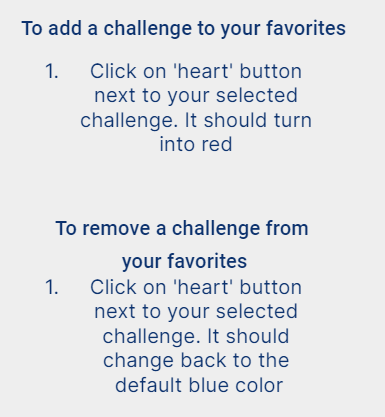 To add a challenge to your favorites
1. Click on 'heart' button
next to your selected
challenge. It should turn
into red
To remove a challenge from
your favorites
1. Click on 'heart' button
next to your selected
challenge. It should
change back to the
default blue color